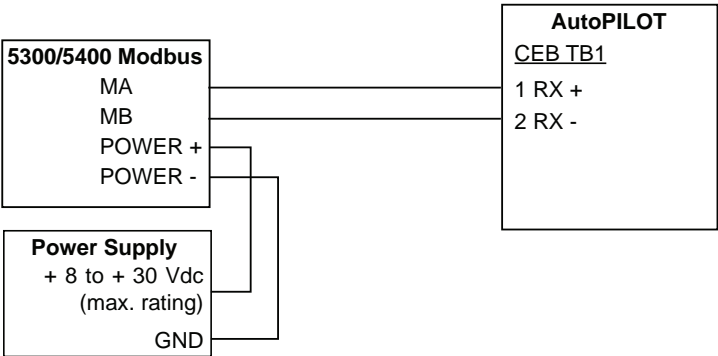 5300/5400 Modbus
MA
MB
POWER +
POWER -
Power Supply
+ 8 to + 30 Vdc
(max. rating)
GND
AutoPILOT
CEB TB1
1 RX +
2 RX -